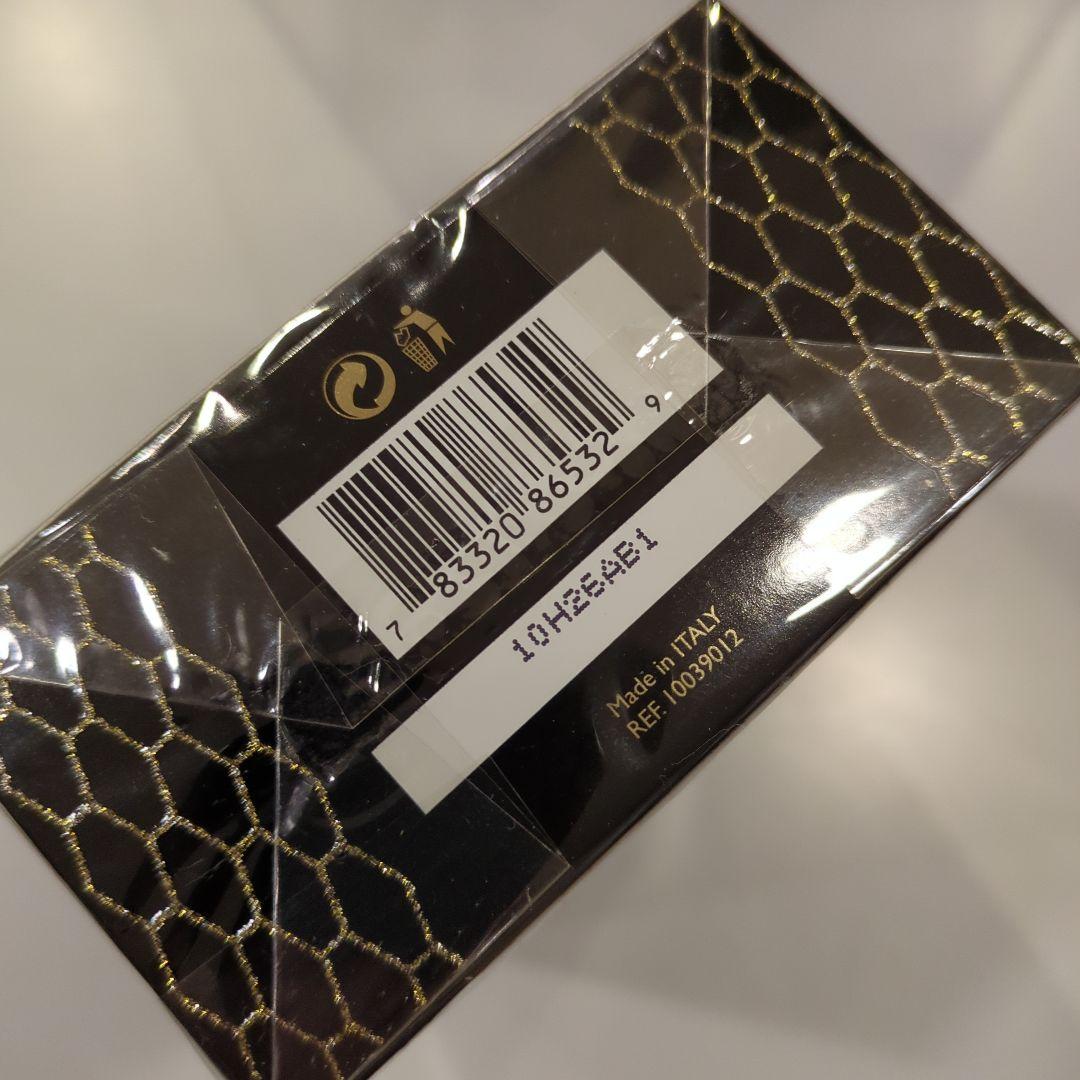 7 83320 86532 9
10H2EAE1
Made in ITALY
REF. 10039012